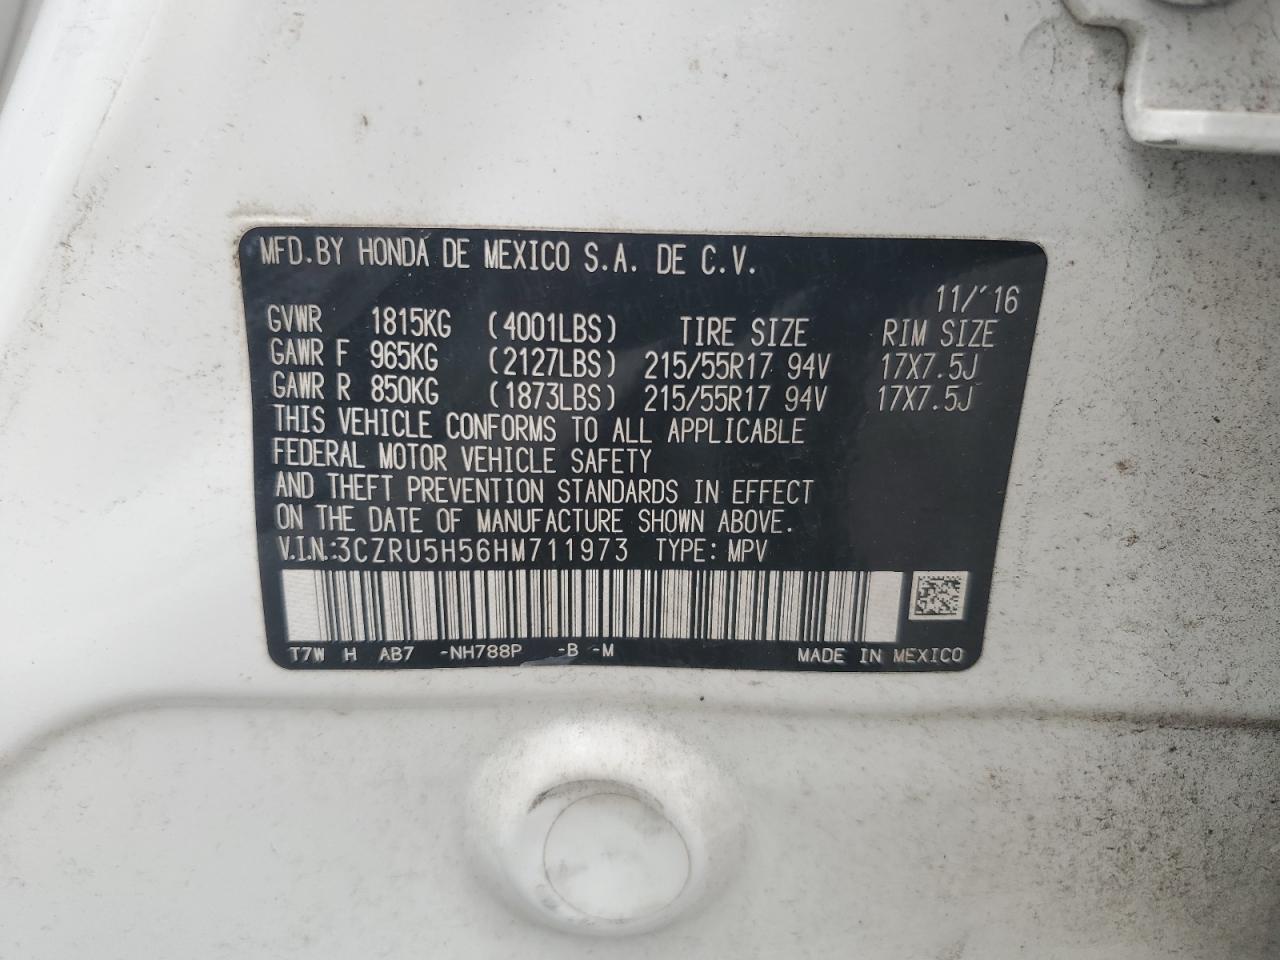 MFD.BY HONDA DE MEXICO S.A. DE C.V.
11/'16
GVWR 1815KG (4001LBS) TIRE SIZE RIM SIZE
GAWR F 965KG (2127LBS) 215/55R17 94V 17X7.5J
GAWR R 850KG (1873LBS) 215/55R17 94V 17X7.5J
THIS VEHICLE CONFORMS TO ALL APPLICABLE
FEDERAL MOTOR VEHICLE SAFETY
AND THEFT PREVENTION STANDARDS IN EFFECT
ON THE DATE OF MANUFACTURE SHOWN ABOVE.
V.I.N.:3CZRU5H56HM711973 TYPE: MPV
T7W H AB7 -NH788P -B -M MADE IN MEXICO